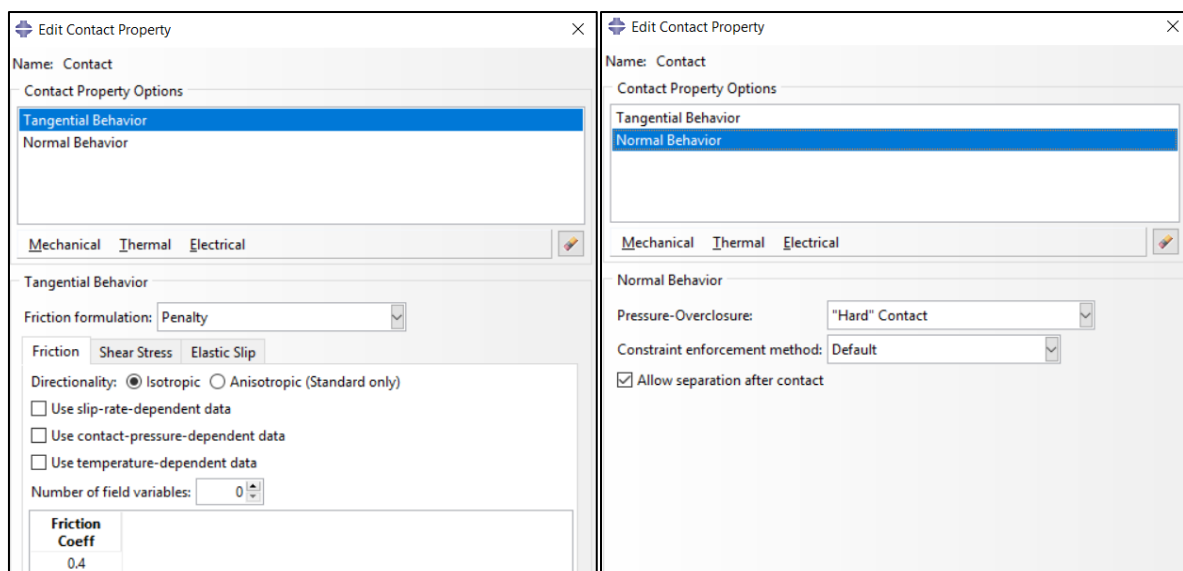 Edit Contact Property
Name: Contact
Contact Property Options
Tangential Behavior
Normal Behavior
Mechanical Thermal Electrical
Tangential Behavior
Friction formulation: Penalty
Friction Shear Stress Elastic Slip
Directionality: Isotropic Anisotropic (Standard only)
Use slip-rate-dependent data
Use contact-pressure-dependent data
Use temperature-dependent data
Number of field variables: 0
Friction
Coeff
0.4
Edit Contact Property
Name: Contact
Contact Property Options
Tangential Behavior
Normal Behavior
Mechanical Thermal Electrical
Normal Behavior
Pressure-Overclosure: "Hard" Contact
Constraint enforcement method: Default
Allow separation after contact